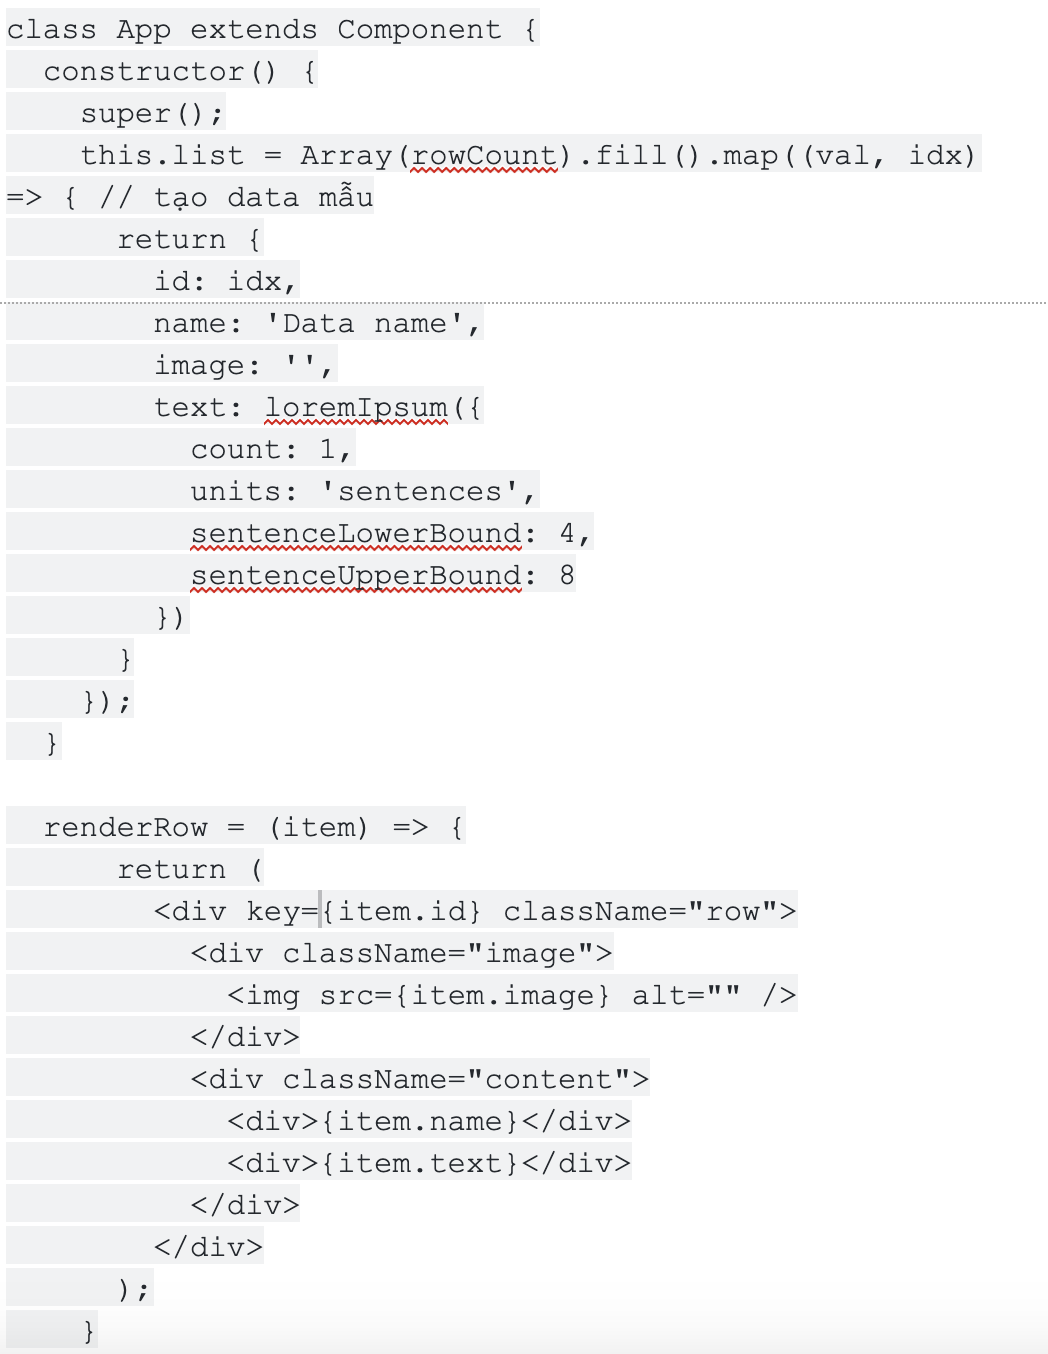 class App extends Component {
  constructor() {
    super();
    this.list = Array(rowCount).fill().map((val, idx)
=> { // tạo data mẫu
      return {
        id: idx,
        name: 'Data name',
        image: '',
        text: loremIpsum({
          count: 1,
          units: 'sentences',
          sentenceLowerBound: 4,
          sentenceUpperBound: 8
        })
      }
    });
  }

  renderRow = (item) => {
      return (
        <div key={item.id} className="row">
          <div className="image">
            <img src={item.image} alt="" />
          </div>
          <div className="content">
            <div>{item.name}</div>
            <div>{item.text}</div>
          </div>
        </div>
      );
    }